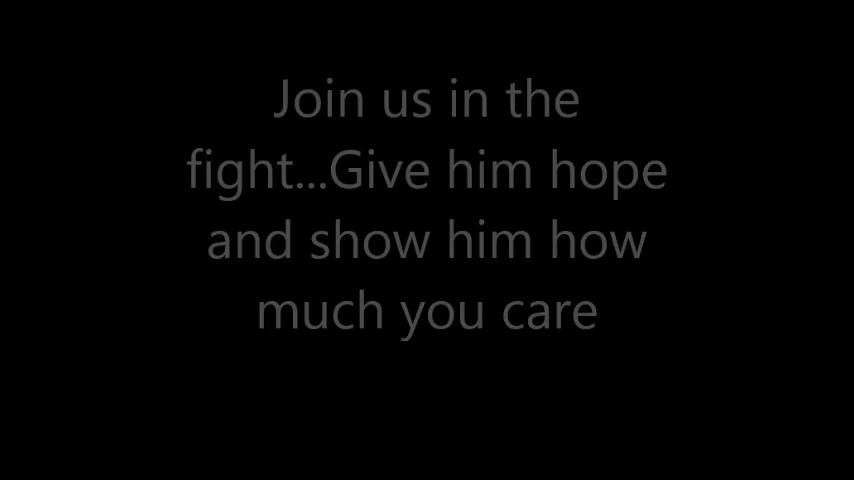 Join us in the
fight...Give him hope
and show him how
much you care